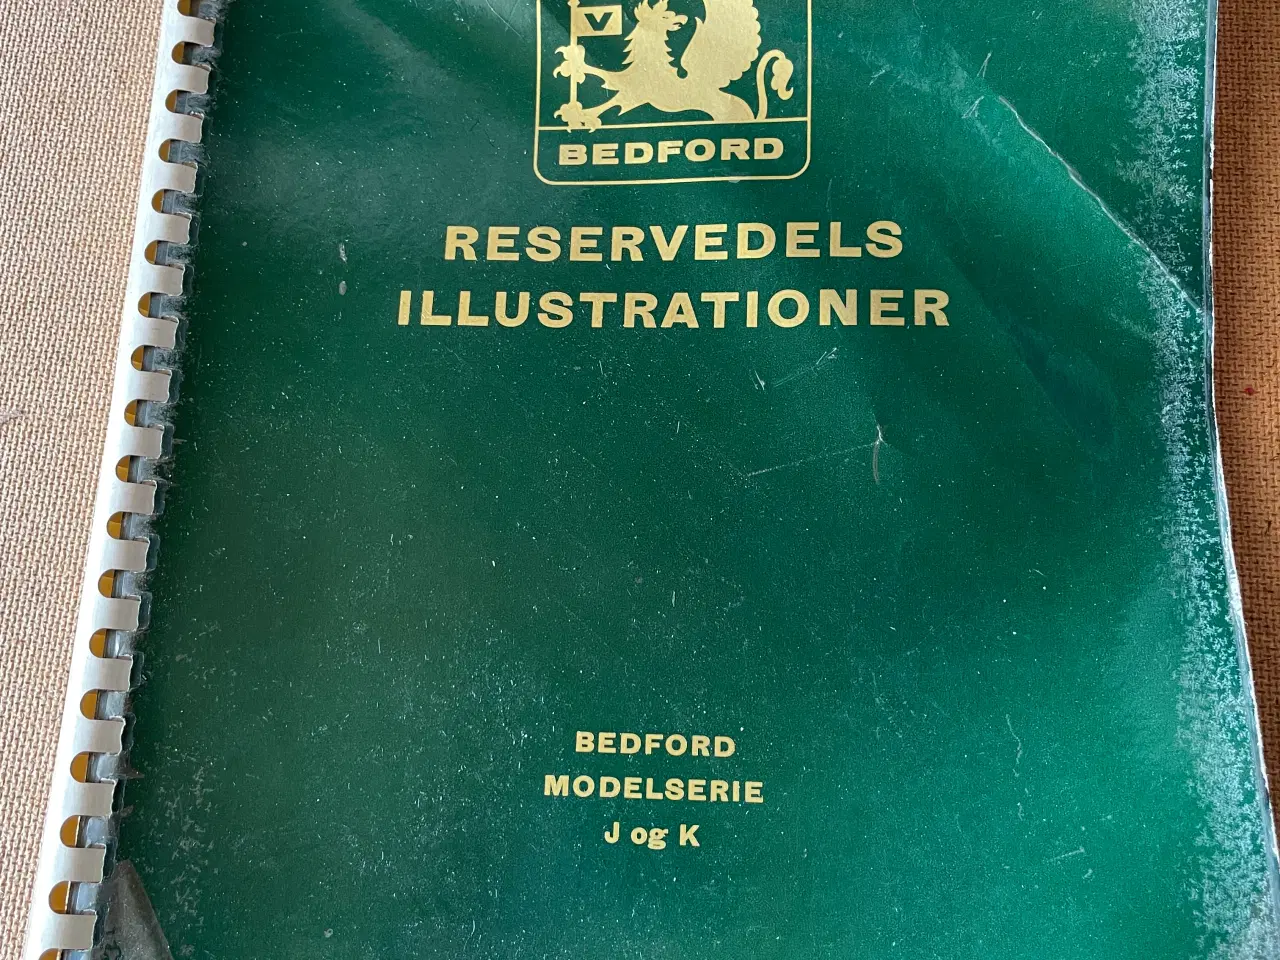 V
BEDFORD
RESERVEDELS
ILLUSTRATIONER
BEDFORD
MODELSERIE
J og K